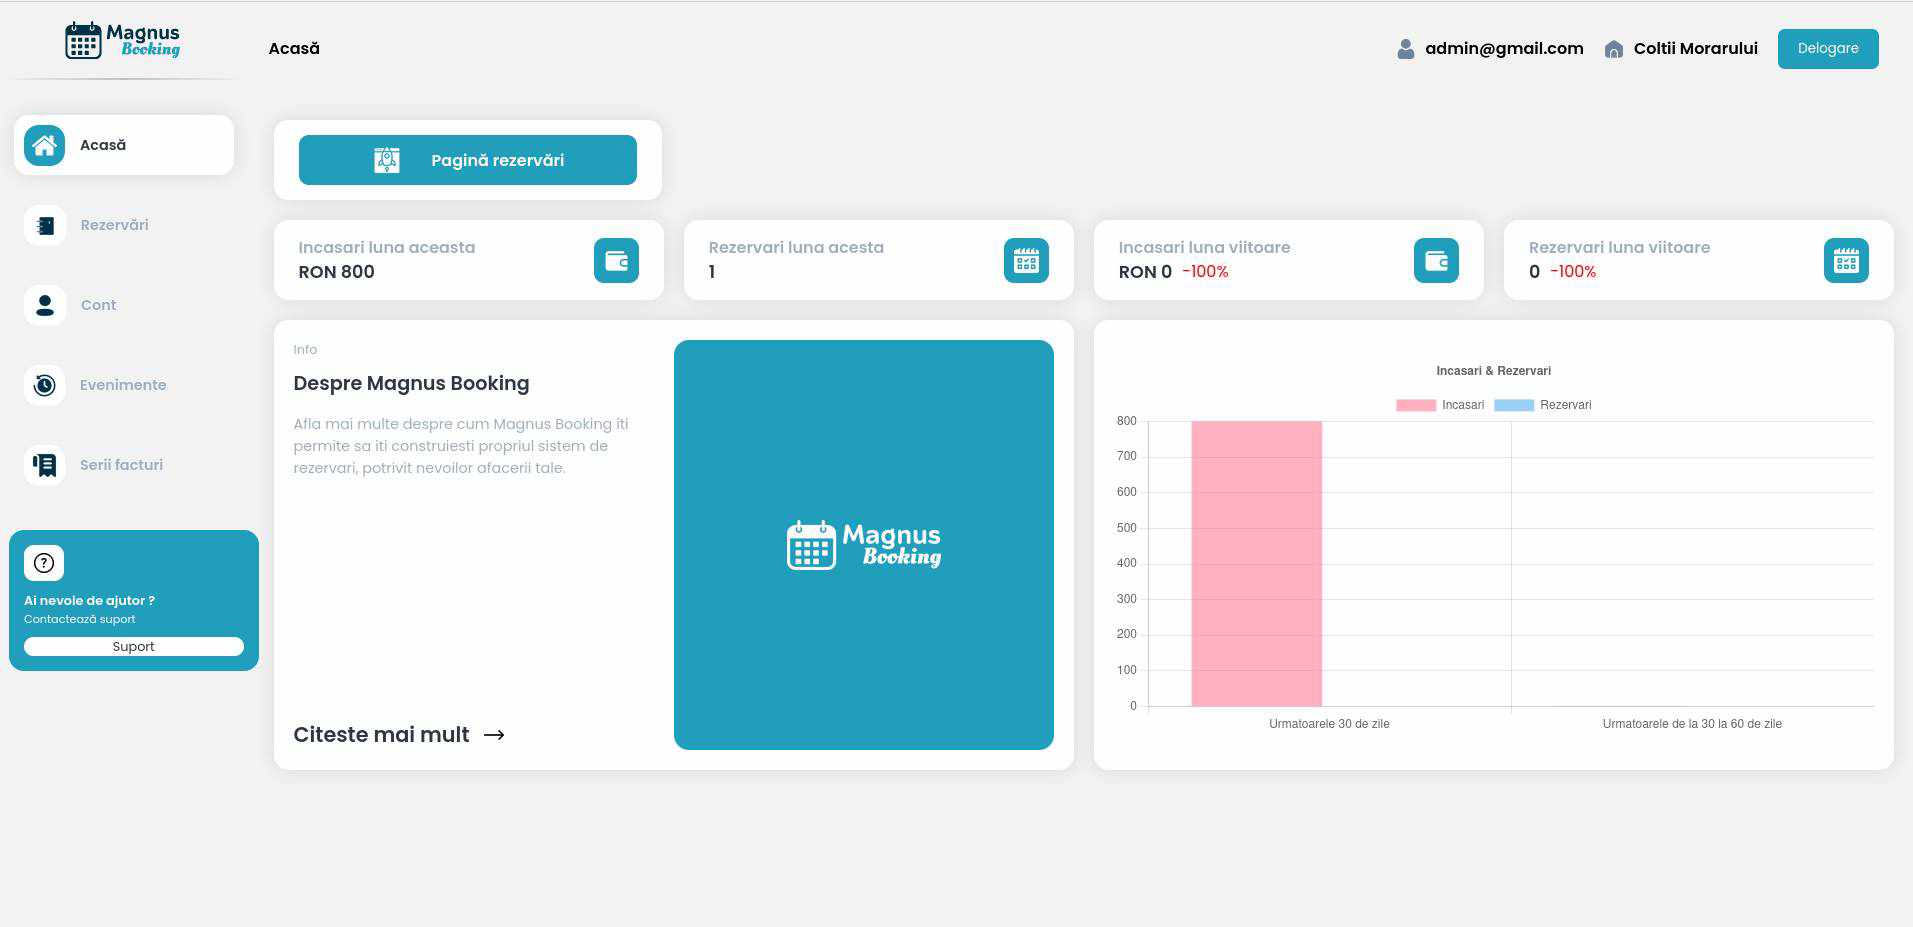 Magnus
Booking
Acasă
admin@gmail.com
Coltii Morarului
Delogare
Acasă
Rezervări
Cont
Evenimente
Serii facturi
?
Ai nevoie de ajutor ?
Contactează suport
Suport
Pagină rezervări
Incasari luna aceasta
RON 800
Rezervari luna acesta
1
Incasari luna viitoare
RON 0 -100%
Rezervari luna viitoare
0 -100%
Info
Despre Magnus Booking
Afla mai multe despre cum Magnus Booking îti
permite sa iti construiesti propriul sistem de
rezervari, potrivit nevoilor afacerii tale.
Citeste mai mult →
Magnus
Booking
Incasari & Rezervari
Incasari Rezervari
800
700
600
500
400
300
200
100
0
Urmatoarele 30 de zile
Urmatoarele de la 30 la 60 de zile